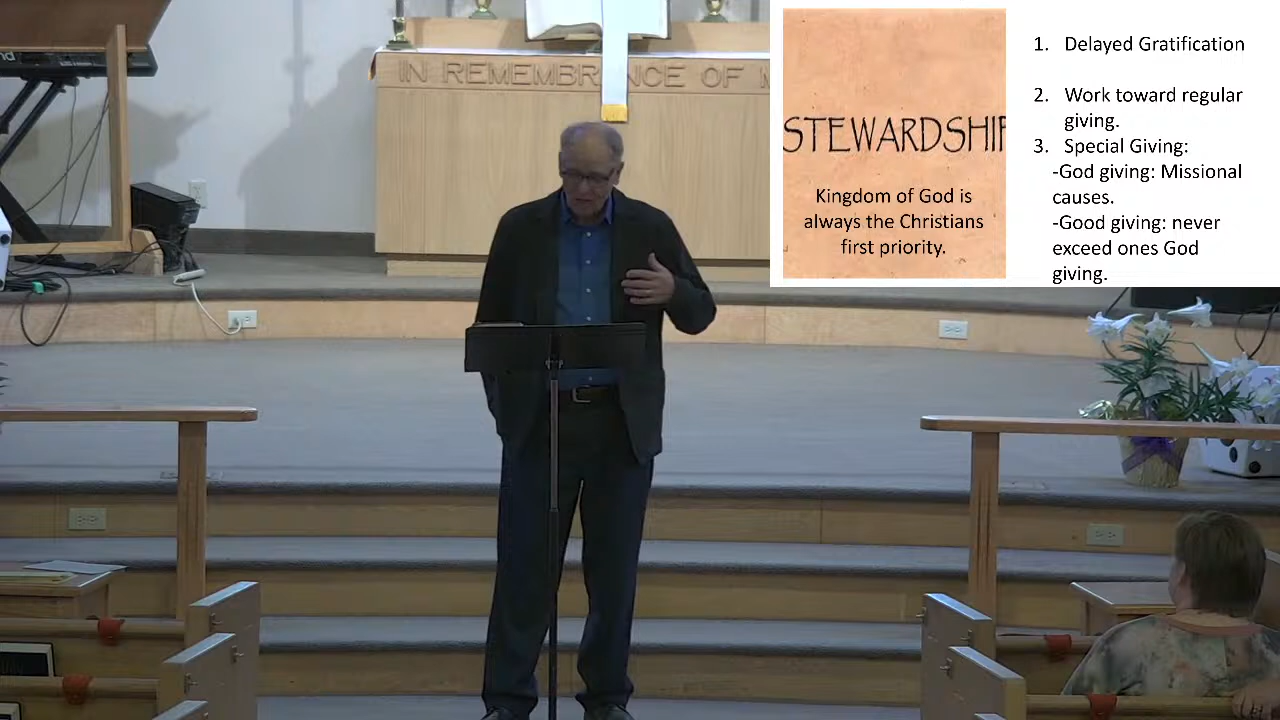 IN REMEMBRANCE OF M
STEWARDSHIP
Kingdom of God is
always the Christians
first priority.
1. Delayed Gratification
2. Work toward regular
giving.
3. Special Giving:
-God giving: Missional
causes.
-Good giving: never
exceed ones God
giving.